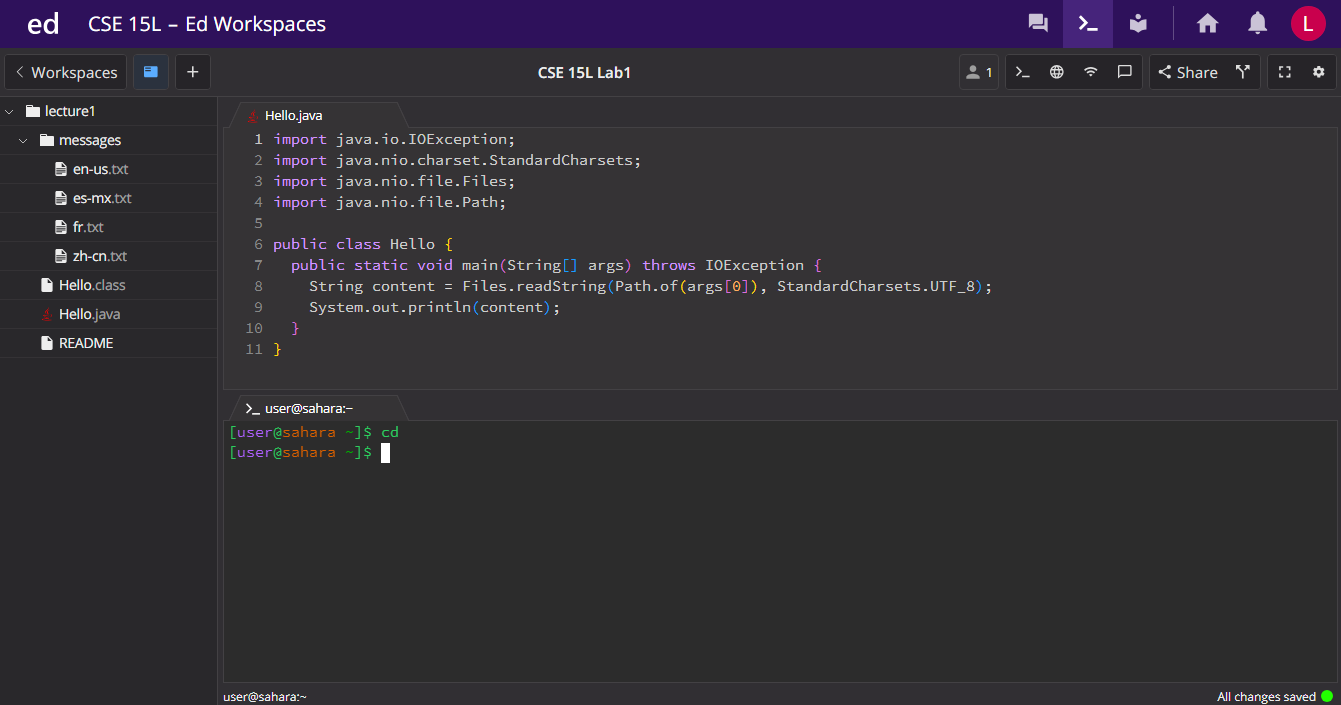 ed CSE 15L – Ed Workspaces L
Workspaces + CSE 15L Lab1 1 Share
lecture1
messages
en-us.txt
es-mx.txt
fr.txt
zh-cn.txt
Hello.class
Hello.java
README
Hello.java
1 import java.io.IOException;
2 import java.nio.charset.StandardCharsets;
3 import java.nio.file.Files;
4 import java.nio.file.Path;
5
6 public class Hello {
7   public static void main(String[] args) throws IOException {
8     String content = Files.readString(Path.of(args[0]), StandardCharsets.UTF_8);
9     System.out.println(content);
10   }
11 }
user@sahara:~
[user@sahara ~]$ cd
[user@sahara ~]$
user@sahara:~ All changes saved